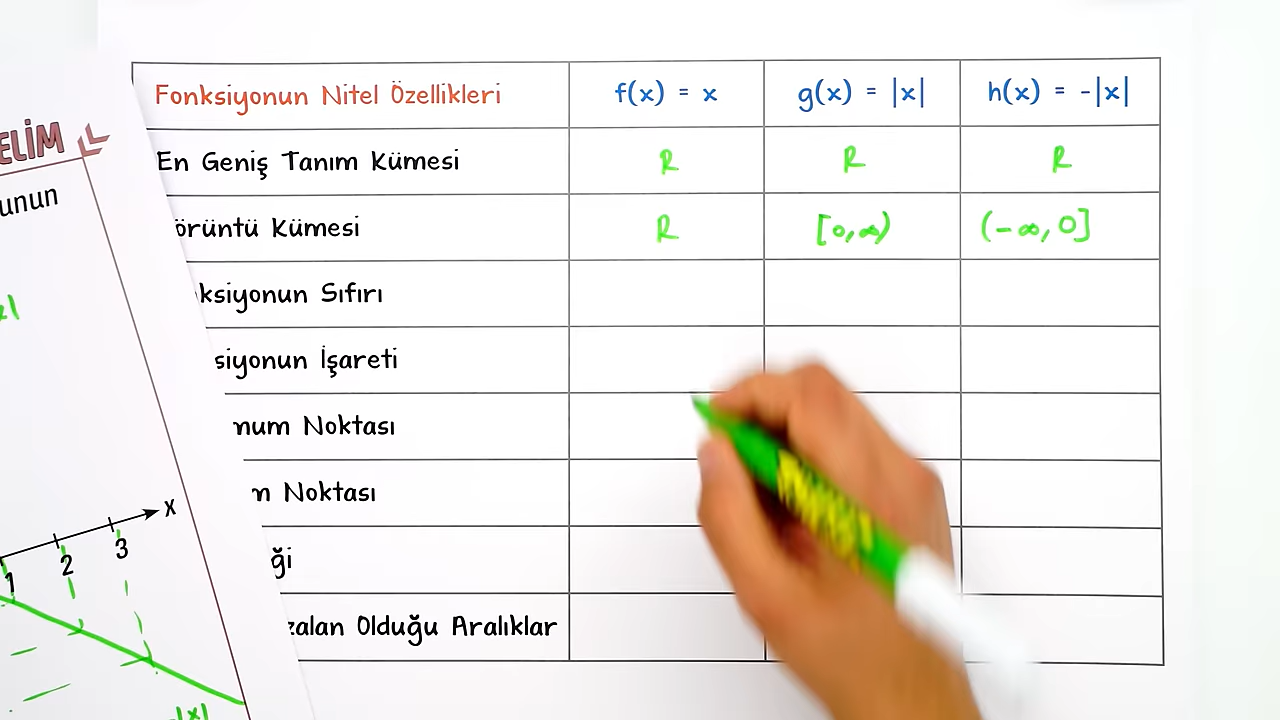 Fonksiyonun Nitel Özellikleri f(x) = x g(x) = |x| h(x) = -|x|
En Geniş Tanım Kümesi R R R
örüntü Kümesi R [0,∞) (-∞, 0]
ksiyonun Sıfırı
siyonun İşareti
num Noktası
m Noktası
ği
zalan Olduğu Aralıklar
ELİM
unun
x
1 2 3
|x|